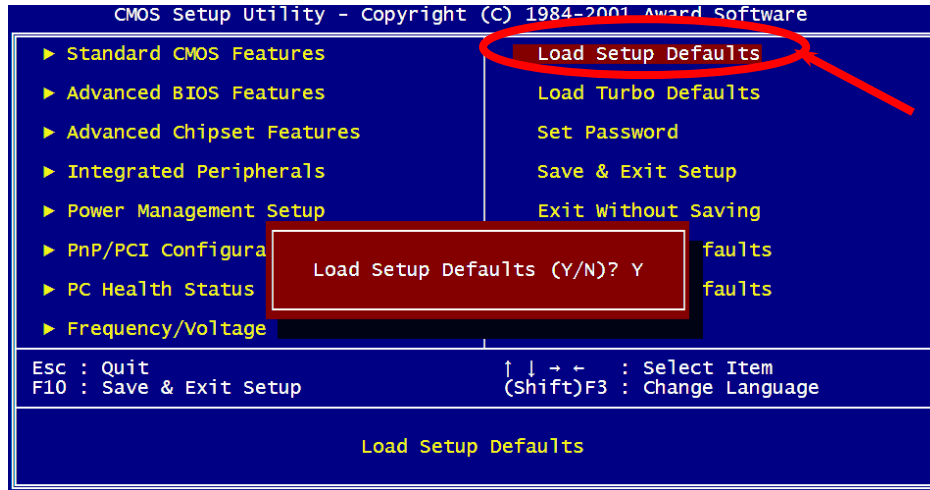 CMOS Setup Utility - Copyright (C) 1984-2001 Award Software
► Standard CMOS Features
► Advanced BIOS Features
► Advanced Chipset Features
► Integrated Peripherals
► Power Management Setup
► PnP/PCI Configura
► PC Health Status
► Frequency/Voltage
Load Setup Defaults
Load Turbo Defaults
Set Password
Save & Exit Setup
Exit Without Saving
faults
faults
Load Setup Defaults (Y/N)? Y
Esc : Quit
F10 : Save & Exit Setup
↑ ↓ → ← : Select Item
(Shift)F3 : Change Language
Load Setup Defaults